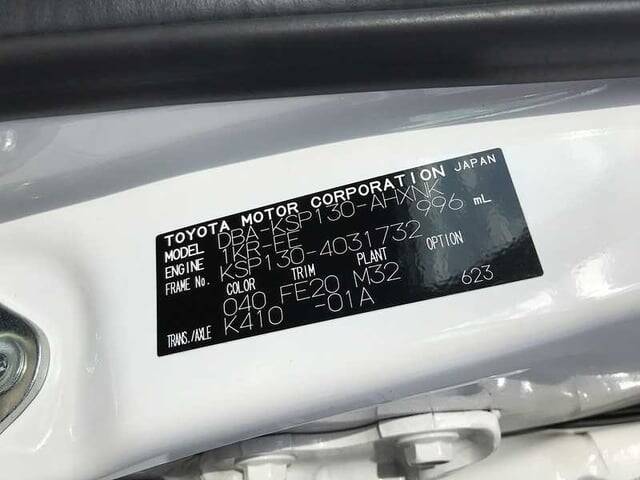 TOYOTA MOTOR CORPORATION JAPAN
MODEL DBA-KSP130-AHXNK
ENGINE 1KR-FE 996 mL
FRAME No. KSP130-4031732
COLOR TRIM PLANT OPTION
040 FE20 M32 623
TRANS./AXLE K410 -01A